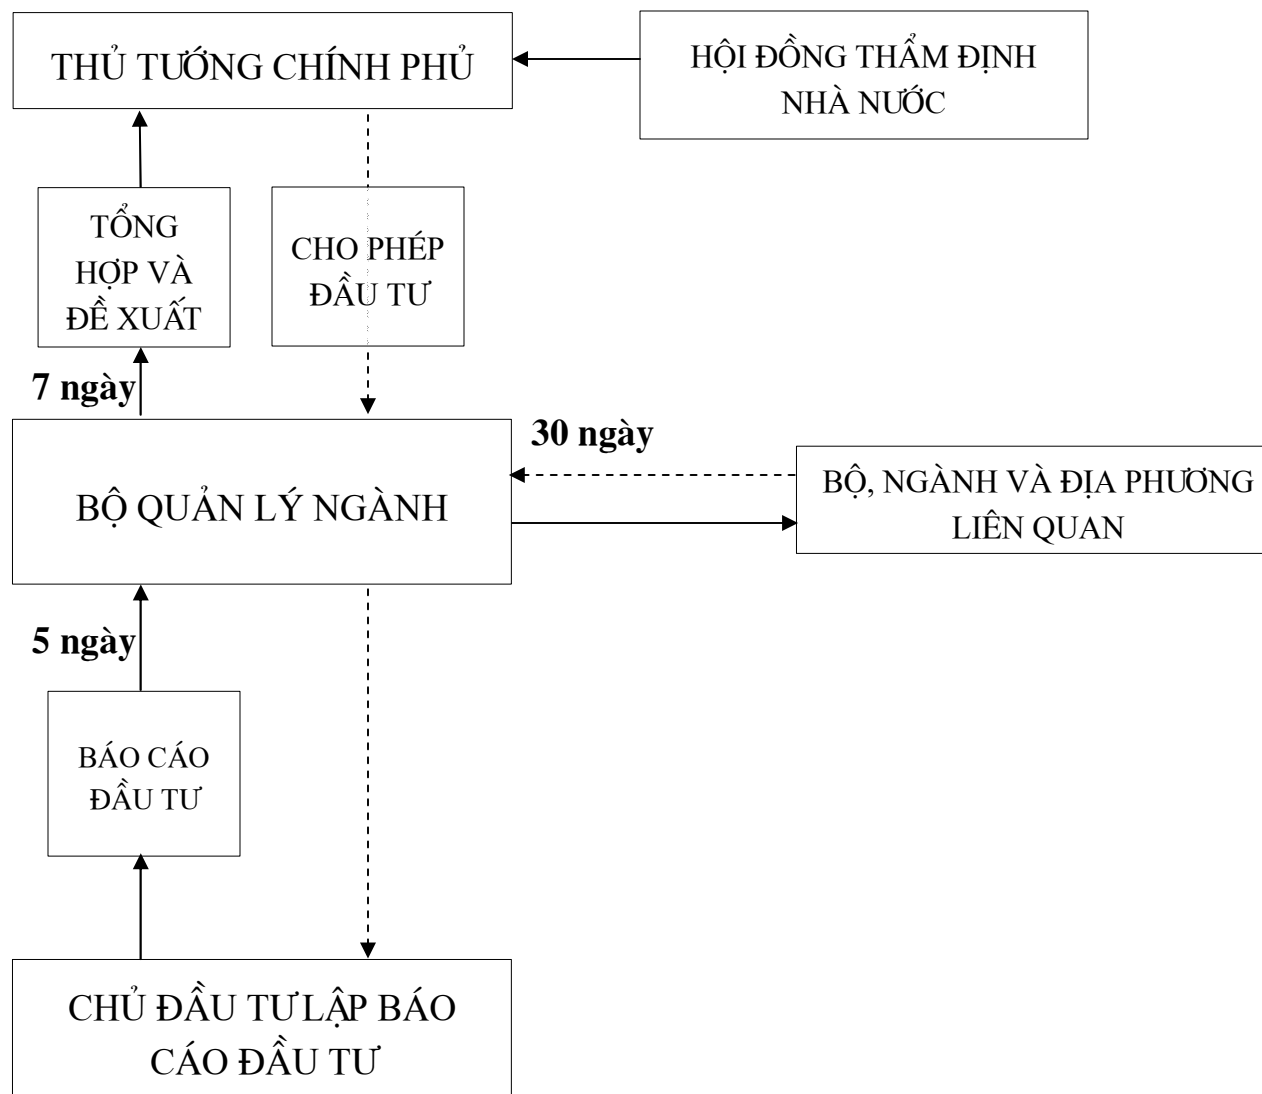 THỦ TƯỚNG CHÍNH PHỦ
HỘI ĐỒNG THẨM ĐỊNH
NHÀ NƯỚC
TỔNG
HỢP VÀ
ĐỀ XUẤT
CHO PHÉP
ĐẦU TƯ
7 ngày
30 ngày
BỘ QUẢN LÝ NGÀNH
BỘ, NGÀNH VÀ ĐỊA PHƯƠNG
LIÊN QUAN
5 ngày
BÁO CÁO
ĐẦU TƯ
CHỦ ĐẦU TƯ LẬP BÁO
CÁO ĐẦU TƯ